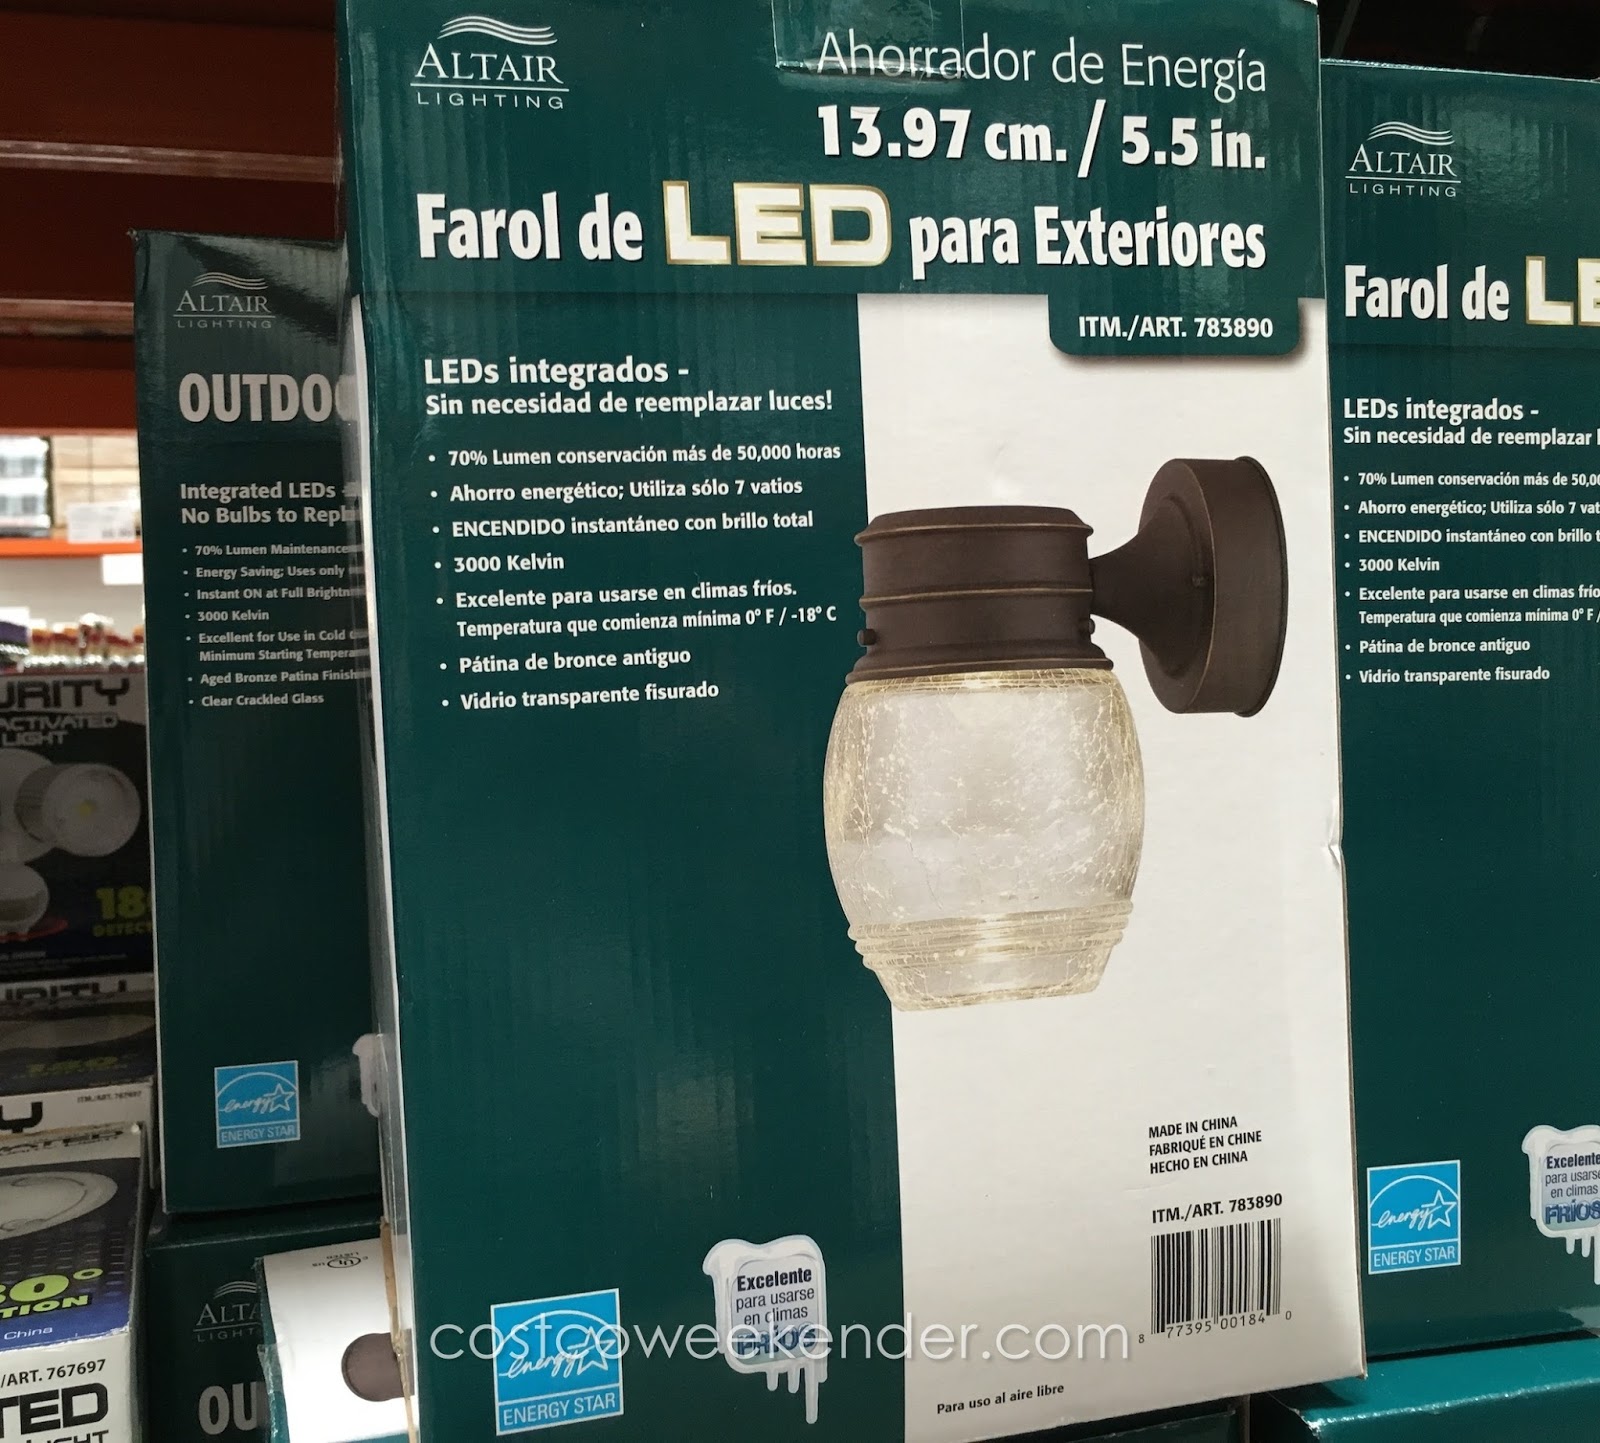 ALTAIR
LIGHTING
Ahorrador de Energía
13.97 cm. / 5.5 in.
Farol de LED para Exteriores
ITM./ART. 783890
LEDs integrados -
Sin necesidad de reemplazar luces!
• 70% Lumen conservación más de 50,000 horas
• Ahorro energético; Utiliza sólo 7 vatios
• ENCENDIDO instantáneo con brillo total
• 3000 Kelvin
• Excelente para usarse en climas fríos.
Temperatura que comienza mínima 0° F / -18° C
• Pátina de bronce antiguo
• Vidrio transparente fisurado
MADE IN CHINA
FABRIQUÉ EN CHINE
HECHO EN CHINA
ITM./ART. 783890
8 77395 00184 0
Excelente
para usarse
en climas
FRÍOS
energy
ENERGY STAR
Para uso al aire libre
costcoweekender.com
ALTAIR
LIGHTING
Integrated LEDs -
No Bulbs to
• 70% Lumen Maintenance
• Energy Saving; Uses only
• Instant ON at Full
• 3000 Kelvin
• Excellent for Use in Cold
Minimum Starting
• Aged Bronze Patina Finish
• Clear Crackled Glass
energy
ENERGY STAR
ALTAIR
LIGHTING
Farol de
LEDs integrados -
Sin necesidad de reemplazar
• 70% Lumen conservación más de
• Ahorro energético; Utiliza sólo 7
• ENCENDIDO instantáneo con brillo
• 3000 Kelvin
• Excelente para usarse en climas
Temperatura que comienza mínima 0° F /
• Pátina de bronce antiguo
• Vidrio transparente fisurado
Excelente
para usarse
en climas
FRÍOS
energy
ENERGY STAR
LIGHT
ITM./ART. 767697
China
/ART. 767697